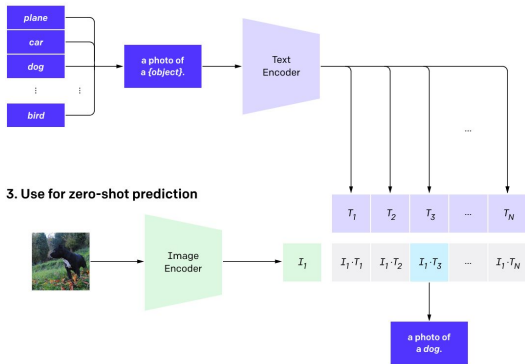 plane
car
dog
⋮ ⋮
bird
a photo of
a {object}.
Text
Encoder
...
3. Use for zero-shot prediction
T1 T2 T3 ... TN
Image
Encoder
I1
I1·T1 I1·T2 I1·T3 ... I1·TN
a photo of
a dog.